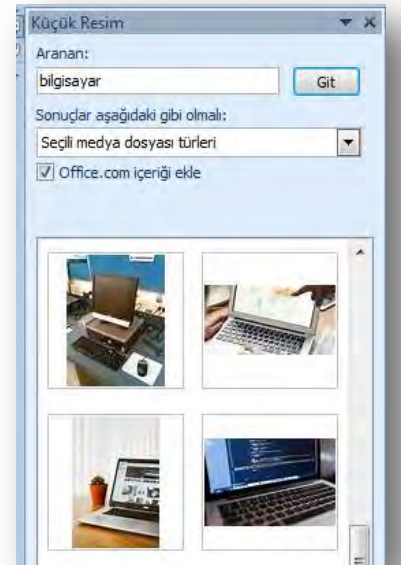 Küçük Resim
Aranan:
bilgisayar
Git
Sonuçlar aşağıdaki gibi olmalı:
Seçili medya dosyası türleri
Office.com içeriği ekle